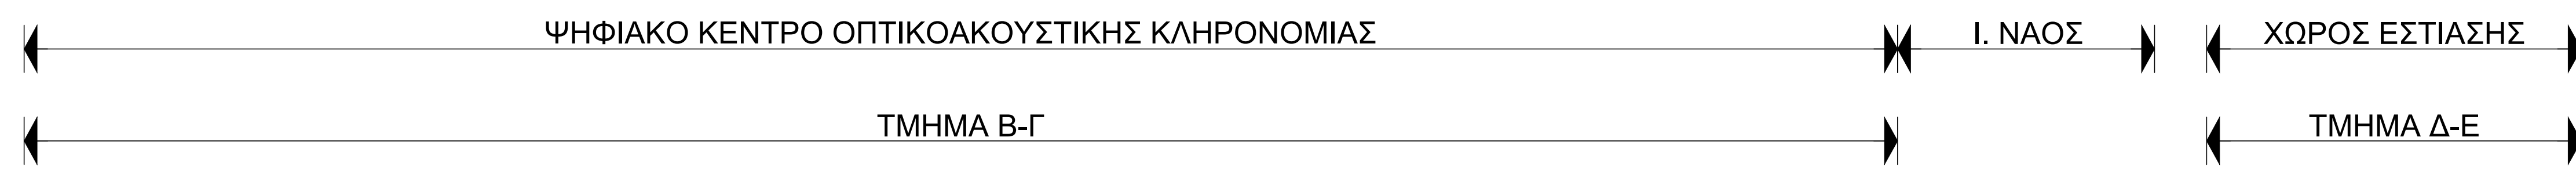 ΨΗΦΙΑΚΟ ΚΕΝΤΡΟ ΟΠΤΙΚΟΑΚΟΥΣΤΙΚΗΣ ΚΛΗΡΟΝΟΜΙΑΣ
Ι. ΝΑΟΣ
ΧΩΡΟΣ ΕΣΤΙΑΣΗΣ
ΤΜΗΜΑ Β-Γ
ΤΜΗΜΑ Δ-Ε